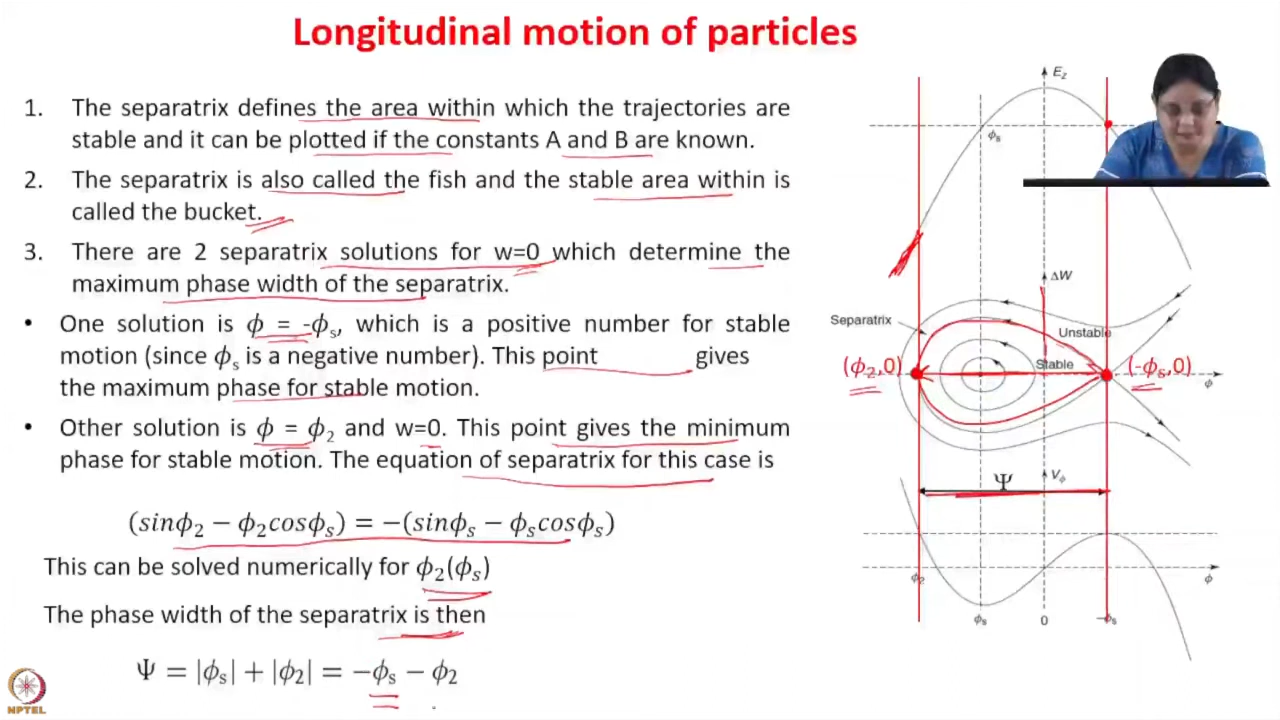 Longitudinal motion of particles
1. The separatrix defines the area within which the trajectories are
stable and it can be plotted if the constants A and B are known.
2. The separatrix is also called the fish and the stable area within is
called the bucket.
3. There are 2 separatrix solutions for w=0 which determine the
maximum phase width of the separatrix.
• One solution is ϕ = -ϕs, which is a positive number for stable
motion (since ϕs is a negative number). This point gives
the maximum phase for stable motion.
• Other solution is ϕ = ϕ2 and w=0. This point gives the minimum
phase for stable motion. The equation of separatrix for this case is
(sinϕ2 − ϕ2cosϕs) = −(sinϕs − ϕscosϕs)
This can be solved numerically for ϕ2(ϕs)
The phase width of the separatrix is then
Ψ = |ϕs| + |ϕ2| = −ϕs − ϕ2
NPTEL
Ez
ϕs
ΔW
Separatrix
Unstable
Stable
(ϕ2,0)
(-ϕs,0)
ϕ
Ψ
Vϕ
ϕ2
ϕ
ϕs
0
−ϕs